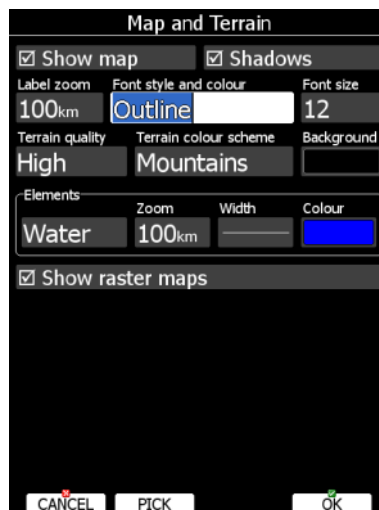 Map and Terrain
Show map Shadows
Label zoom Font style and colour Font size
100km Outline 12
Terrain quality Terrain colour scheme Background
High Mountains
Elements
Zoom Width Colour
Water 100km
Show raster maps
CANCEL PICK OK